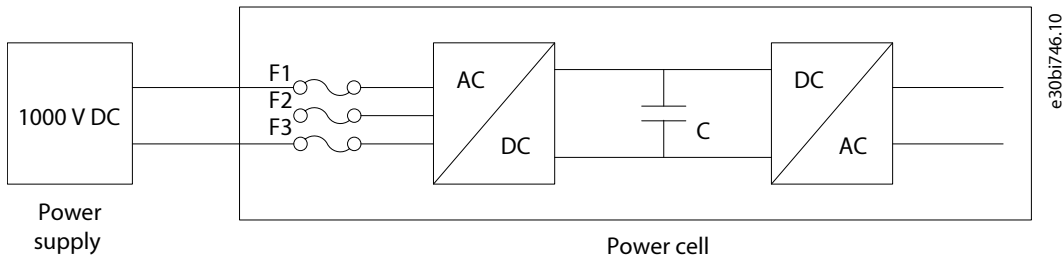 F1
F2
F3
1000 V DC
AC
DC
C
DC
AC
Power
supply
Power cell
e30bi746.10